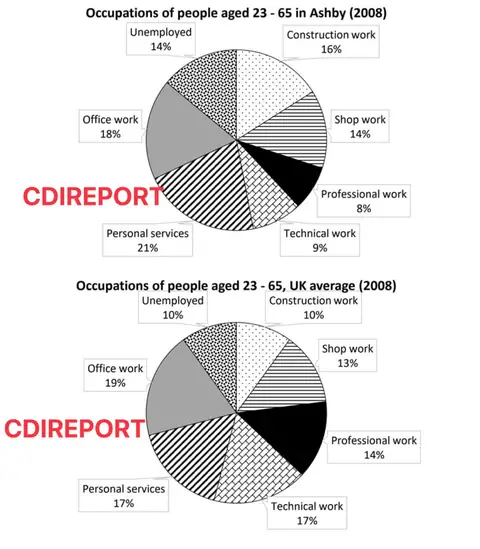 Occupations of people aged 23 - 65 in Ashby (2008)
Unemployed
14%
Construction work
16%
Office work
18%
Shop work
14%
CDIREPORT
Professional work
8%
Personal services
21%
Technical work
9%
Occupations of people aged 23 - 65, UK average (2008)
Unemployed
10%
Construction work
10%
Shop work
13%
Office work
19%
CDIREPORT
Professional work
14%
Personal services
17%
Technical work
17%